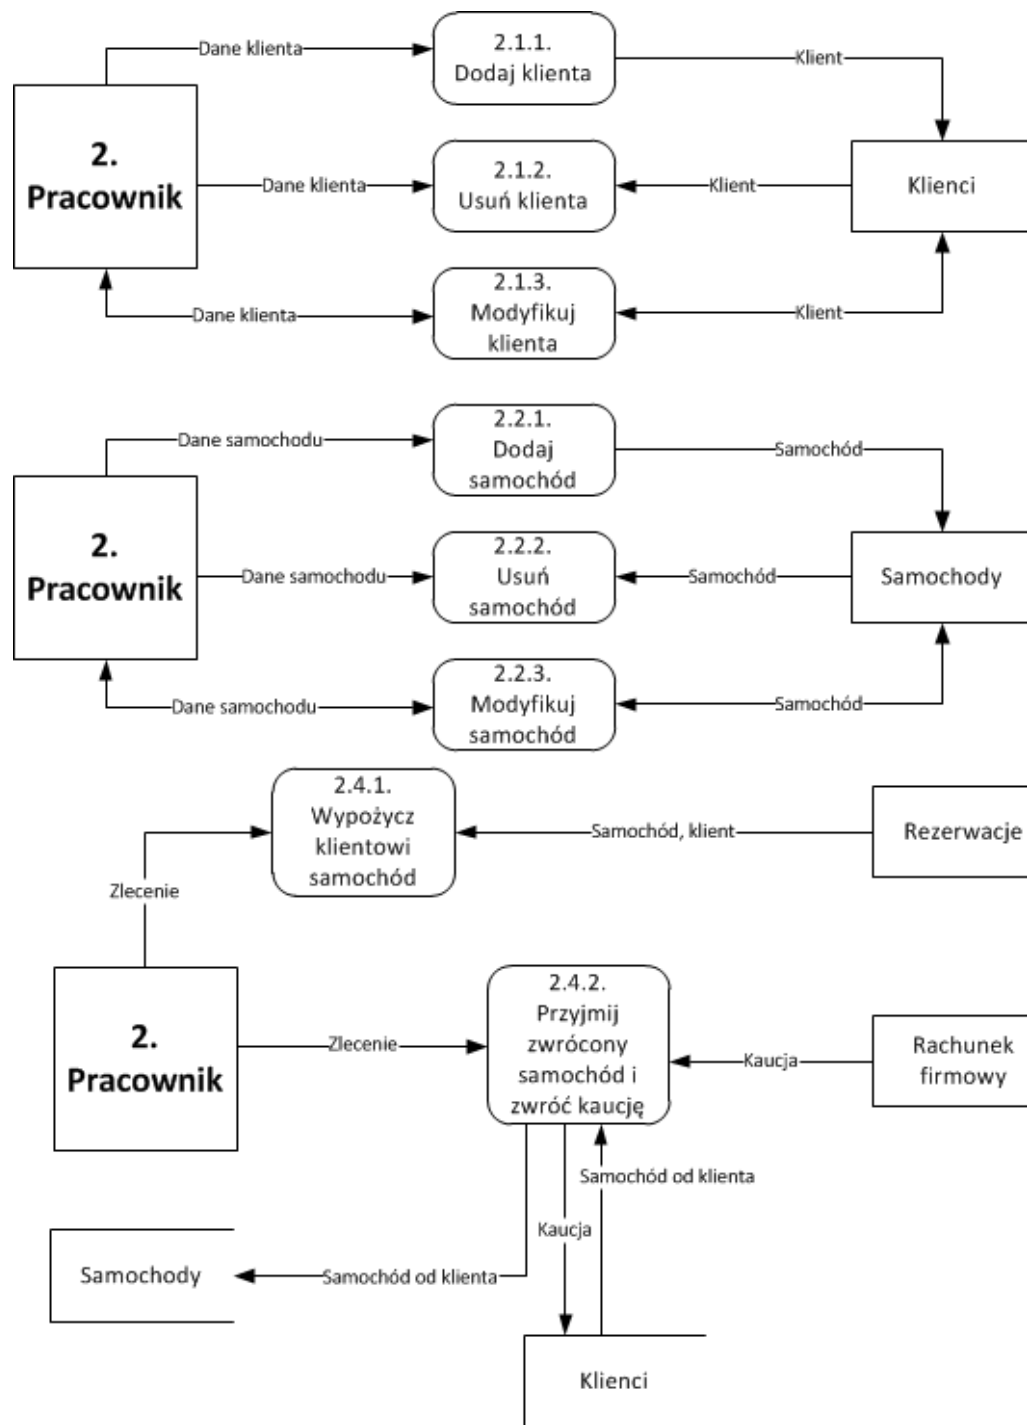 Dane klienta
2.1.1.
Dodaj klienta
Klient
2.
Pracownik
Dane klienta
2.1.2.
Usuń klienta
Klient
Klienci
Dane klienta
2.1.3.
Modyfikuj
klienta
Klient
Dane samochodu
2.2.1.
Dodaj
samochód
Samochód
2.
Pracownik
Dane samochodu
2.2.2.
Usuń
samochód
Samochód
Samochody
Dane samochodu
2.2.3.
Modyfikuj
samochód
Samochód
2.4.1.
Wypożycz
klientowi
samochód
Samochód, klient
Rezerwacje
Zlecenie
2.
Pracownik
Zlecenie
2.4.2.
Przyjmij
zwrócony
samochód i
zwróć kaucję
Kaucja
Rachunek
firmowy
Samochód od klienta
Kaucja
Samochody
Samochód od klienta
Klienci